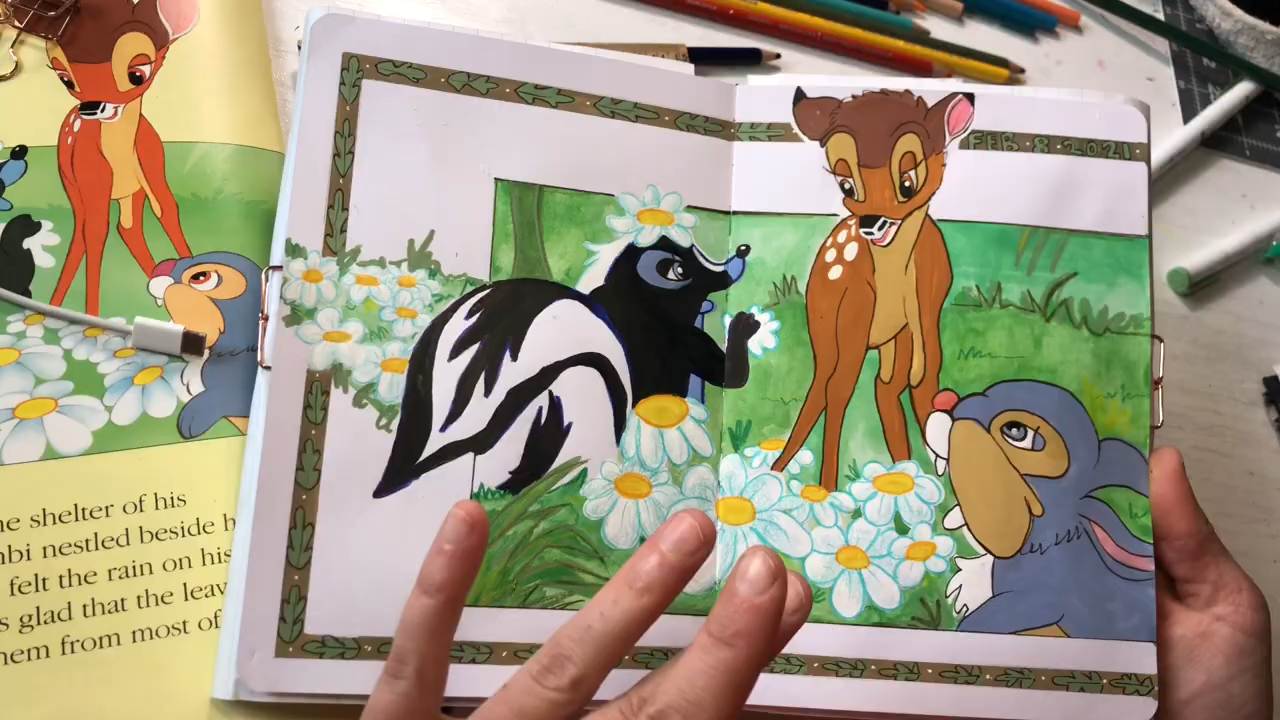 he shelter of his
nbi nestled beside h
felt the rain on his
s glad that the leav
hem from most of
FEB 8 2021